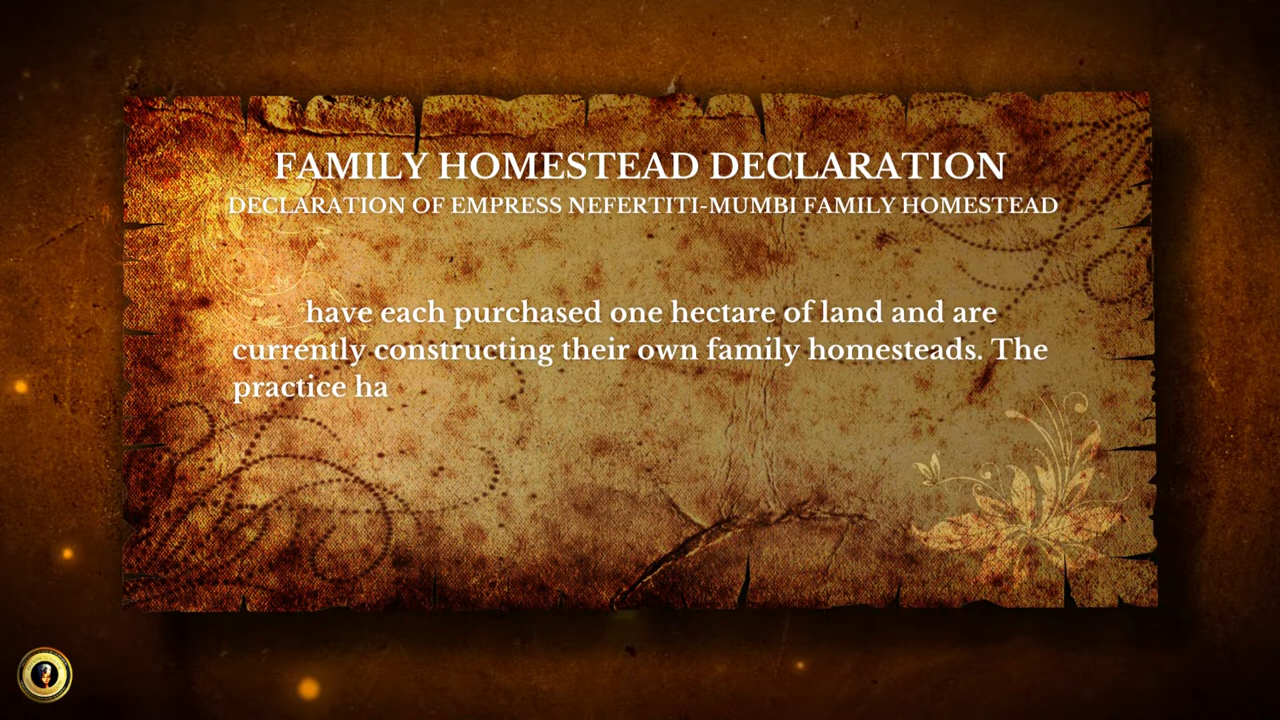 FAMILY HOMESTEAD DECLARATION
DECLARATION OF EMPRESS NEFERTITI-MUMBI FAMILY HOMESTEAD
have each purchased one hectare of land and are
currently constructing their own family homesteads. The
practice ha